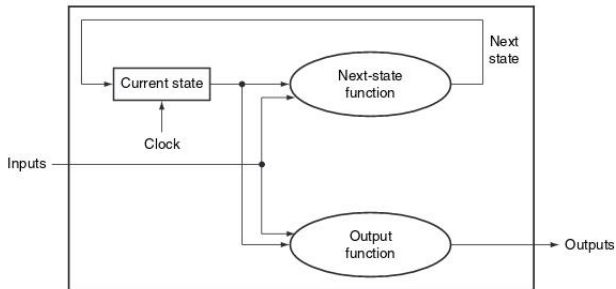 Next
state
Current state
Next-state
function
Clock
Inputs
Output
function
Outputs